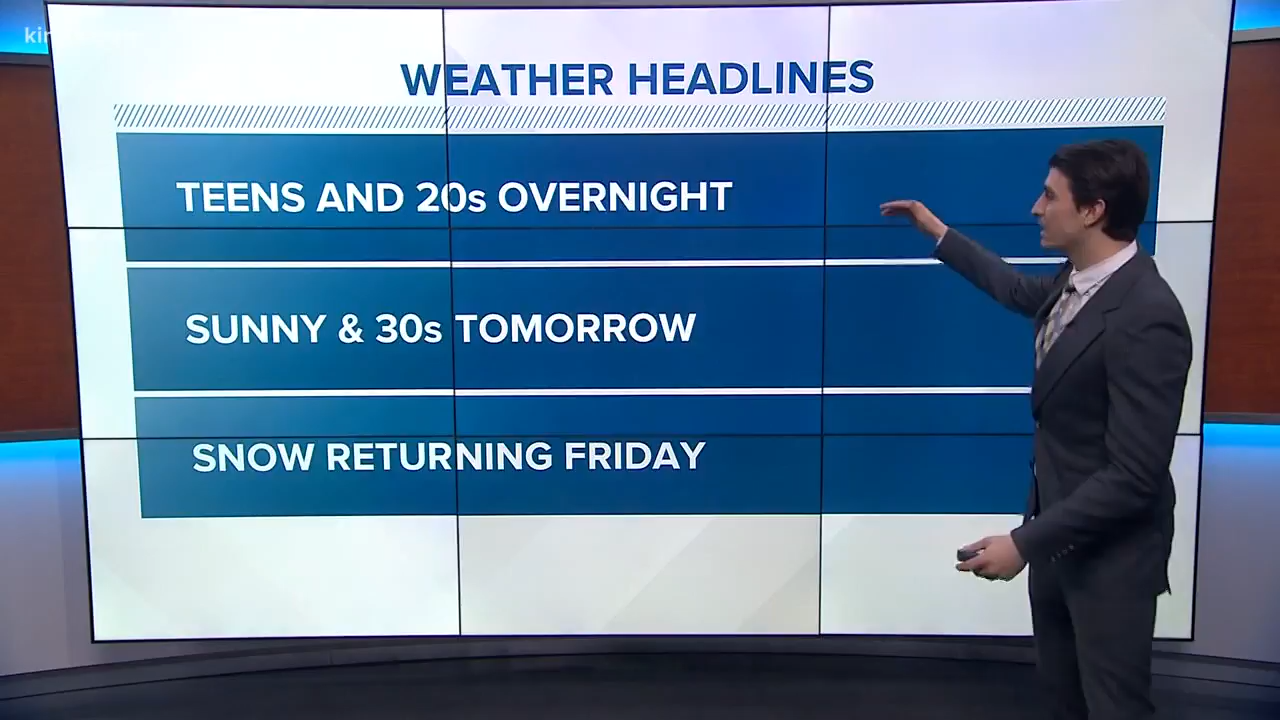 WEATHER HEADLINES
TEENS AND 20s OVERNIGHT
SUNNY & 30s TOMORROW
SNOW RETURNING FRIDAY